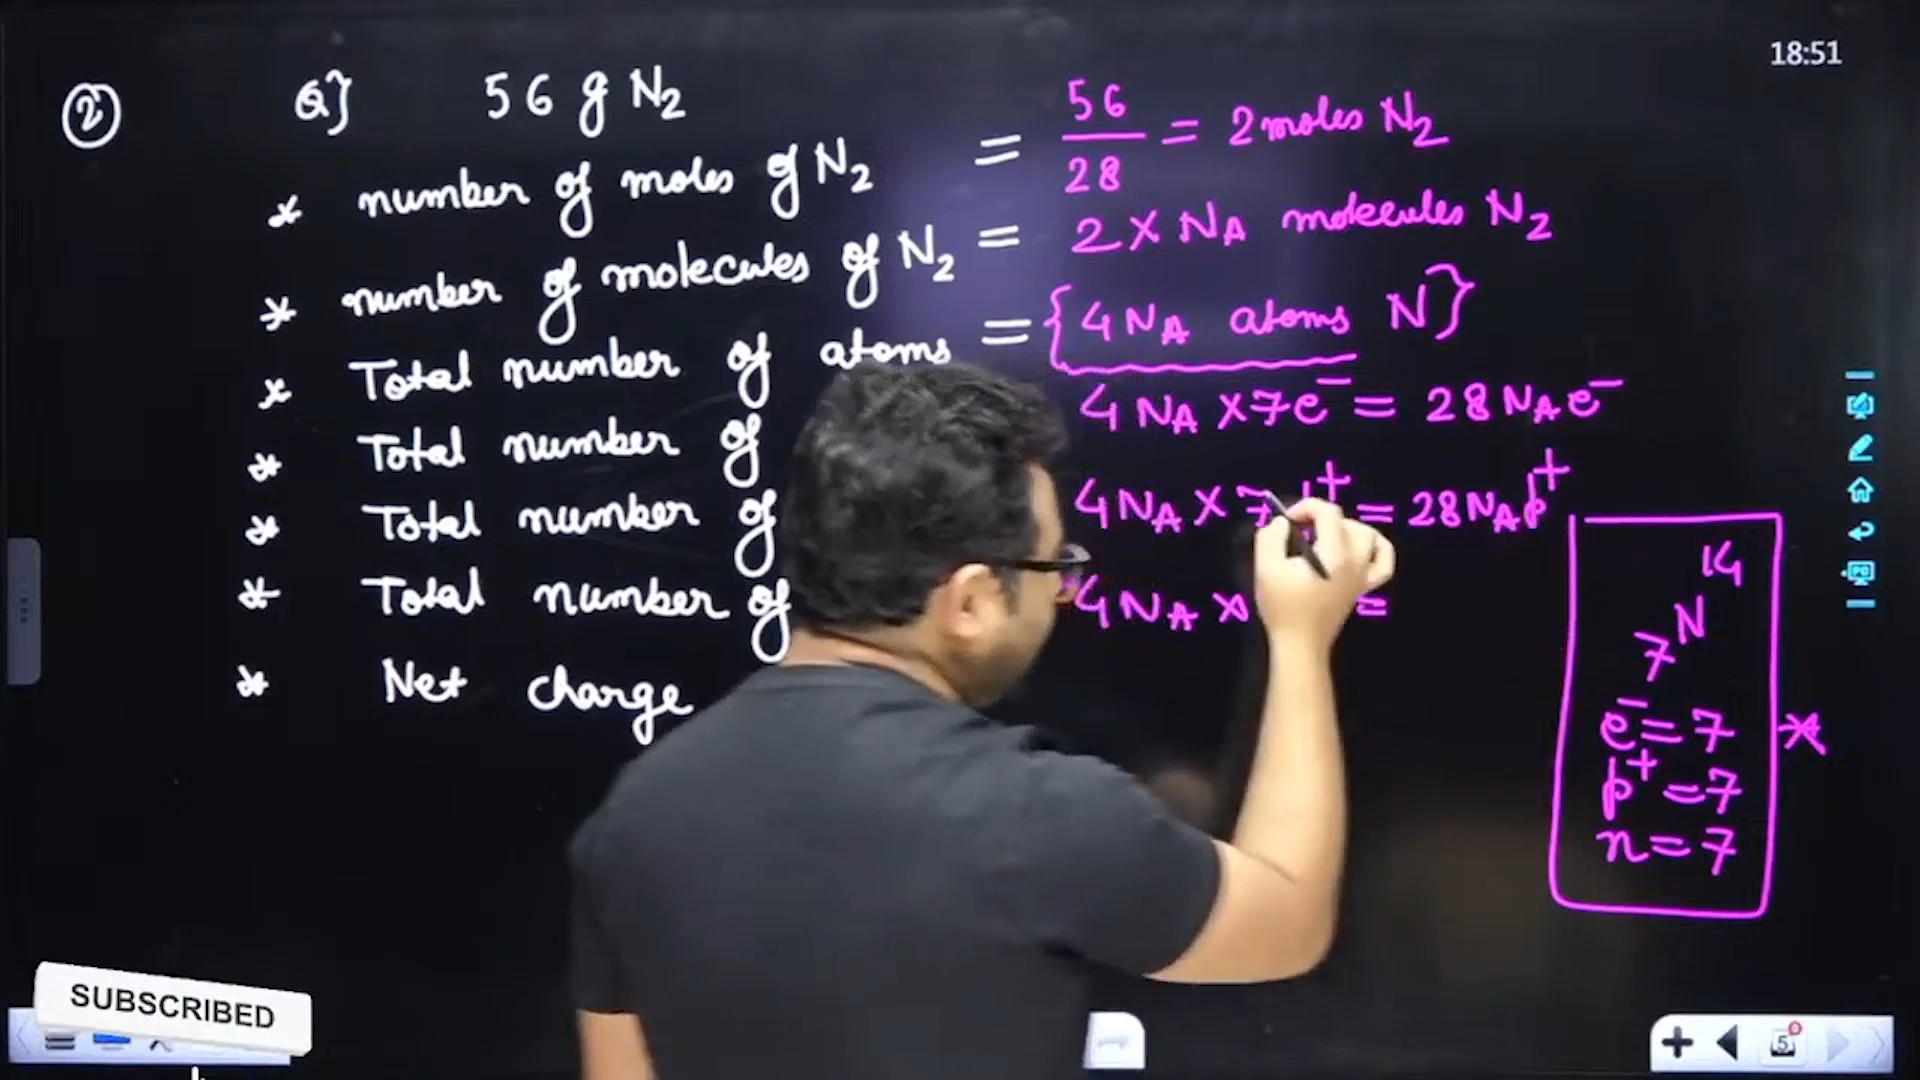 18:51
② Q} 56 g N₂
* number of moles of N₂ = 56/28 = 2 moles N₂
* number of molecules of N₂ = 2 × NA molecules N₂
* Total number of atoms = {4 NA atoms N}
* Total number of 4 NA × 7e⁻ = 28 NA e⁻
* Total number of 4 NA × 7 p⁺ = 28 NA p⁺
* Total number of 4 NA × =
* Net charge
₇N¹⁴
e⁻ = 7 *
p⁺ = 7
n = 7
SUBSCRIBED
5